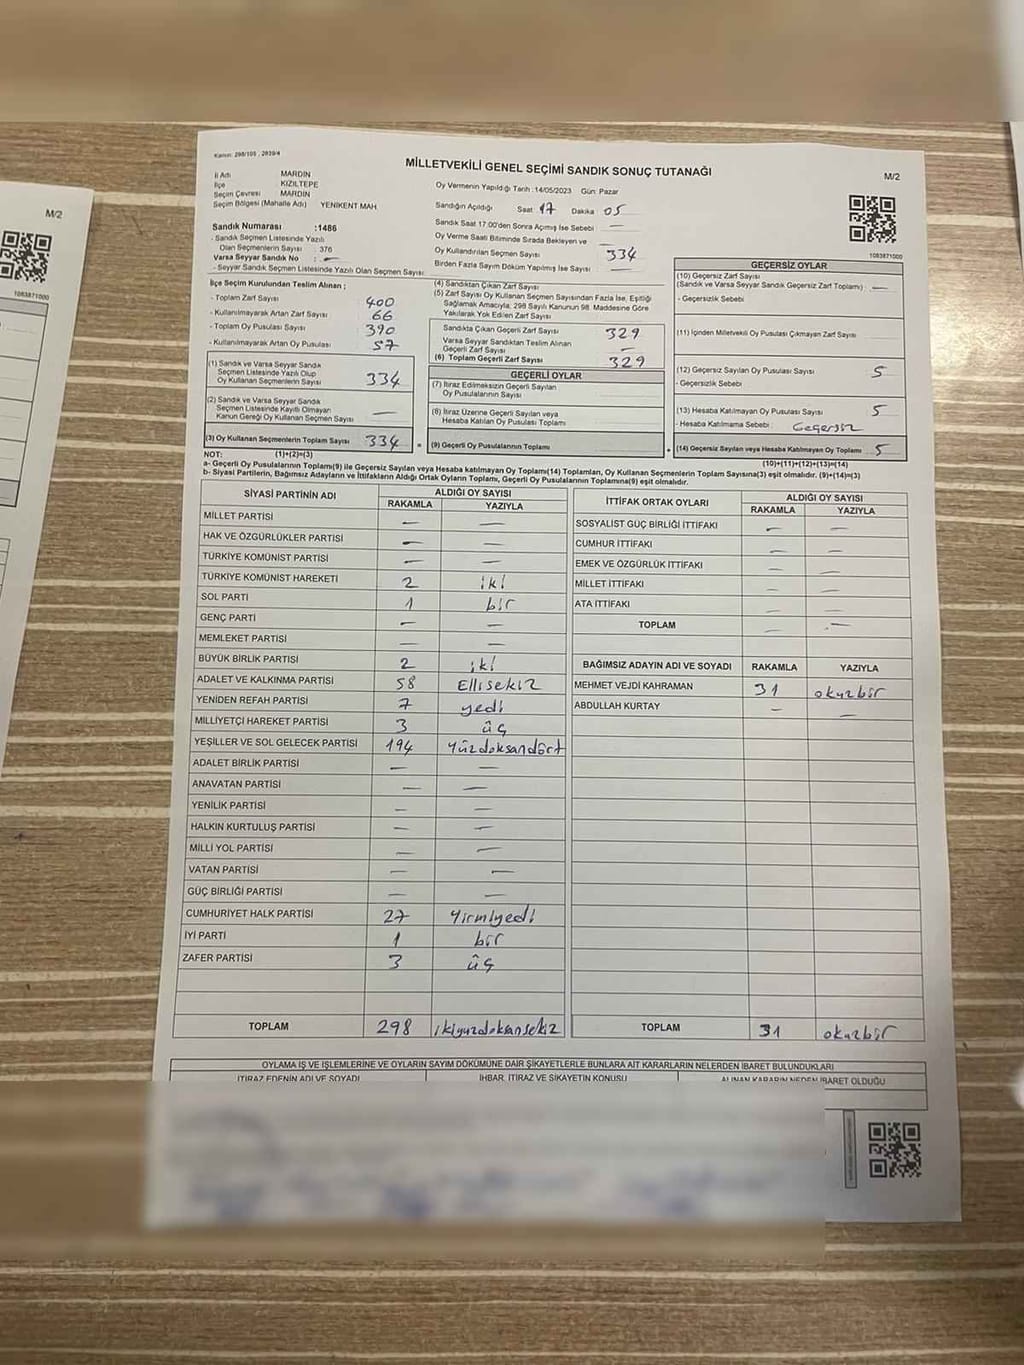 Kanun: 298/105 , 2839/4
MİLLETVEKİLİ GENEL SEÇİMİ SANDIK SONUÇ TUTANAĞI
M/2
M/2
İl Adı MARDİN
İlçe KIZILTEPE
Seçim Çevresi MARDİN
Seçim Bölgesi (Mahalle Adı) YENİKENT MAH.
Oy Vermenin Yapıldığı Tarih :14/05/2023 Gün: Pazar
Sandığın Açıldığı Saat 17 Dakika 05
Sandık Saat 17:00'den Sonra Açımış İse Sebebi —
Oy Verme Saati Bitiminde Sırada Bekleyen ve
Oy Kullandırılan Seçmen Sayısı 334
Birden Fazla Sayım Döküm Yapılmış İse Sayısı —
Sandık Numarası :1486
- Sandık Seçmen Listesinde Yazılı
Olan Seçmenlerin Sayısı : 376
Varsa Seyyar Sandık No : —
- Seyyar Sandık Seçmen Listesinde Yazılı Olan Seçmen Sayısı
1083871000
1083871000
İlçe Seçim Kurulundan Teslim Alınan ;
- Toplam Zarf Sayısı 400
- Kullanılmayarak Artan Zarf Sayısı 66
- Toplam Oy Pusulası Sayısı 390
- Kullanılmayarak Artan Oy Pusulası 57
(4) Sandıktan Çıkan Zarf Sayısı
(5) Zarf Sayısı Oy Kullanan Seçmen Sayısından Fazla İse, Eşitliği
Sağlamak Amacıyla, 298 Sayılı Kanunun 98. Maddesine Göre
Yakılarak Yok Edilen Zarf Sayısı
Sandıkta Çıkan Geçerli Zarf Sayısı 329
Varsa Seyyar Sandıktan Teslim Alınan
Geçerli Zarf Sayısı —
(6) Toplam Geçerli Zarf Sayısı 329
GEÇERSİZ OYLAR
(10) Geçersiz Zarf Sayısı
(Sandık ve Varsa Seyyar Sandık Geçersiz Zarf Toplamı) —
- Geçersizlik Sebebi
(11) İçinden Milletvekili Oy Pusulası Çıkmayan Zarf Sayısı
(12) Geçersiz Sayılan Oy Pusulası Sayısı 5
- Geçersizlik Sebebi
(13) Hesaba Katılmayan Oy Pusulası Sayısı 5
- Hesaba Katılmama Sebebi : Geçersiz
(14) Geçersiz Sayılan veya Hesaba Katılmayan Oy Toplamı 5
(10)+(11)+(12)+(13)=(14)
(1) Sandık ve Varsa Seyyar Sandık
Seçmen Listesinde Yazılı Olup
Oy Kullanan Seçmenlerin Sayısı 334
(2) Sandık ve Varsa Seyyar Sandık
Seçmen Listesinde Kayıtlı Olmayan
Kanun Gereği Oy Kullanan Seçmen Sayısı —
(3) Oy Kullanan Seçmenlerin Toplam Sayısı 334
GEÇERLİ OYLAR
(7) İtiraz Edilmeksizin Geçerli Sayılan
Oy Pusulalarının Sayısı
(8) İtiraz Üzerine Geçerli Sayılan veya
Hesaba Katılan Oy Pusulası Toplamı
(9) Geçerli Oy Pusulalarının Toplamı
NOT: (1)+(2)=(3)
a- Geçerli Oy Pusulalarının Toplamı(9) ile Geçersiz Sayılan veya Hesaba katılmayan Oy Toplamı(14) Toplamları, Oy Kullanan Seçmenlerin Toplam Sayısına(3) eşit olmalıdır. (9)+(14)=(3)
b- Siyasi Partilerin, Bağımsız Adayların ve İttifakların Aldığı Ortak Oyların Toplamı, Geçerli Oy Pusulalarının Toplamına(9) eşit olmalıdır.
SİYASİ PARTİNİN ADI ALDIĞI OY SAYISI
RAKAMLA YAZIYLA
MİLLET PARTİSİ — —
HAK VE ÖZGÜRLÜKLER PARTİSİ — —
TÜRKİYE KOMÜNİST PARTİSİ — —
TÜRKİYE KOMÜNİST HAREKETİ 2 iki
SOL PARTİ 1 bir
GENÇ PARTİ — —
MEMLEKET PARTİSİ — —
BÜYÜK BİRLİK PARTİSİ 2 iki
ADALET VE KALKINMA PARTİSİ 58 Ellisekiz
YENİDEN REFAH PARTİSİ 7 yedi
MİLLİYETÇİ HAREKET PARTİSİ 3 üç
YEŞİLLER VE SOL GELECEK PARTİSİ 194 Yüzdoksandört
ADALET BİRLİK PARTİSİ — —
ANAVATAN PARTİSİ — —
YENİLİK PARTİSİ — —
HALKIN KURTULUŞ PARTİSİ — —
MİLLİ YOL PARTİSİ — —
VATAN PARTİSİ — —
GÜÇ BİRLİĞİ PARTİSİ — —
CUMHURİYET HALK PARTİSİ 27 Yirmiyedi
İYİ PARTİ 1 bir
ZAFER PARTİSİ 3 üç
TOPLAM 298 ikiyuzdoksansekiz
İTTİFAK ORTAK OYLARI ALDIĞI OY SAYISI
RAKAMLA YAZIYLA
SOSYALİST GÜÇ BİRLİĞİ İTTİFAKI — —
CUMHUR İTTİFAKI — —
EMEK VE ÖZGÜRLÜK İTTİFAKI — —
MİLLET İTTİFAKI — —
ATA İTTİFAKI — —
TOPLAM — —
BAĞIMSIZ ADAYIN ADI VE SOYADI RAKAMLA YAZIYLA
MEHMET VEJDİ KAHRAMAN 31 okuzbir
ABDULLAH KURTAY — —
TOPLAM 31 okuzbir
OYLAMA İŞ VE İŞLEMLERİNE VE OYLARIN SAYIM DÖKÜMÜNE DAİR ŞİKAYETLERLE BUNLARA AİT KARARLARIN NELERDEN İBARET BULUNDUKLARI
İTİRAZ EDENİN ADI VE SOYADI İHBAR, İTİRAZ VE ŞİKAYETİN KONUSU ALINAN KARARIN NEDEN İBARET OLDUĞU